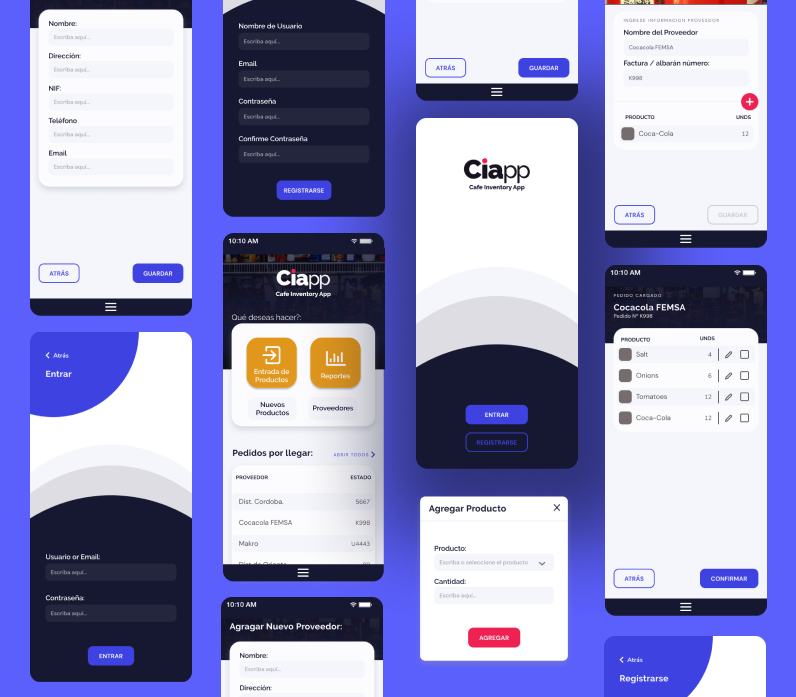 Nombre:
Escriba aquí...
Dirección:
Escriba aquí...
NIF:
Escriba aquí...
Teléfono
Escriba aquí...
Email
Escriba aquí...
ATRÁS
GUARDAR
Atrás
Entrar
Usuario or Email:
Escriba aquí...
Contraseña:
Escriba aquí...
ENTRAR
Nombre de Usuario
Escriba aquí...
Email
Escriba aquí...
Contraseña
Escriba aquí...
Confirme Contraseña
Escriba aquí...
REGISTRARSE
10:10 AM
Ciapp
Cafe Inventory App
Qué deseas hacer?:
Entrada de
Productos
Reportes
Nuevos
Productos
Proveedores
Pedidos por llegar:
ABRIR TODOS
PROVEEDOR ESTADO
Dist. Cordoba. 5667
Cocacola FEMSA K998
Makro U4443
10:10 AM
Agragar Nuevo Proveedor:
Nombre:
Escriba aquí...
Dirección:
ATRÁS
GUARDAR
Ciapp
Cafe Inventory App
ENTRAR
REGISTRARSE
Agregar Producto X
Producto:
Escriba o seleccione el producto
Cantidad:
Escriba aquí...
AGREGAR
INGRESE INFORMACION PROVEEDOR
Nombre del Proveedor
Cocacola FEMSA
Factura / albarán número:
K998
PRODUCTO UNDS
Coca-Cola 12
ATRÁS
GUARDAR
10:10 AM
PEDIDO CARGADO
Cocacola FEMSA
Pedido Nº K998
PRODUCTO UNDS
Salt 4
Onions 6
Tomatoes 12
Coca-Cola 12
ATRÁS
CONFIRMAR
Atrás
Registrarse